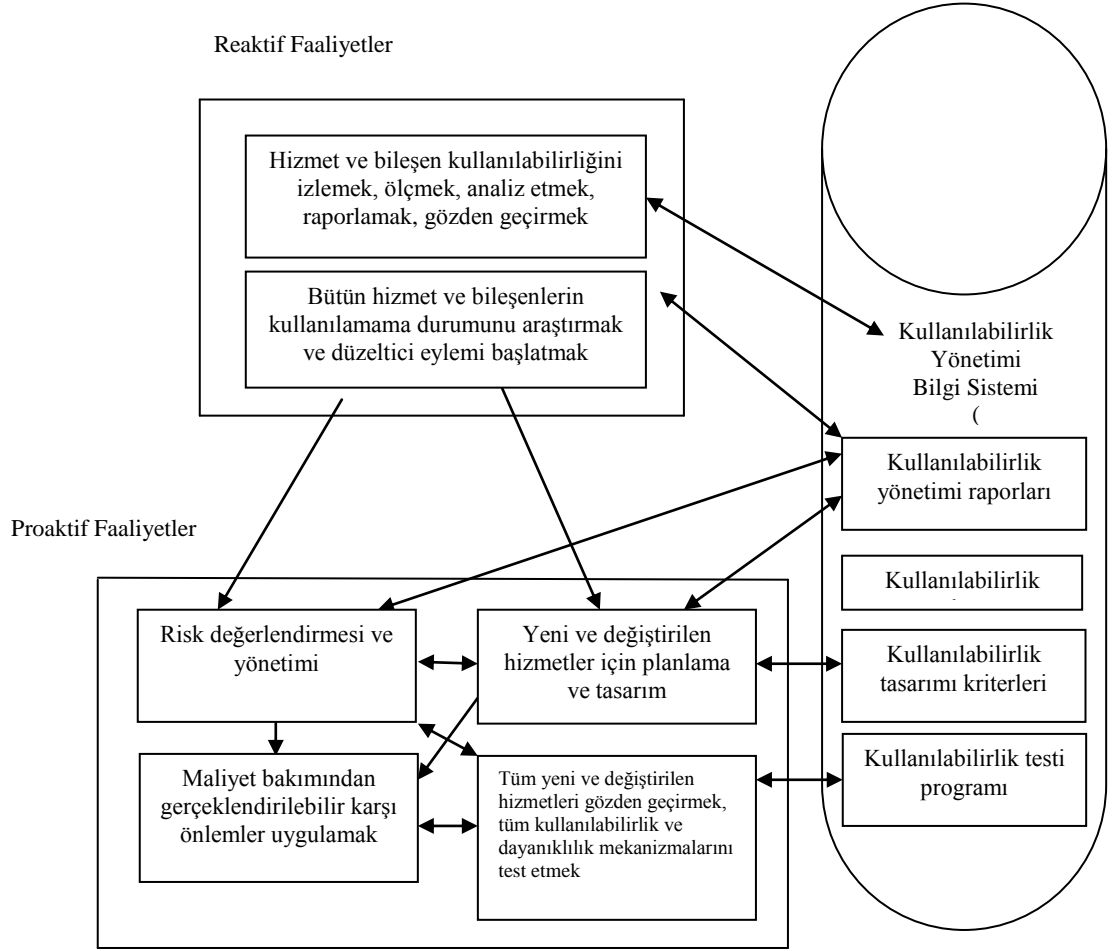 Reaktif Faaliyetler
Hizmet ve bileşen kullanılabilirliğini
izlemek, ölçmek, analiz etmek,
raporlamak, gözden geçirmek
Bütün hizmet ve bileşenlerin
kullanılamama durumunu araştırmak
ve düzeltici eylemi başlatmak
Kullanılabilirlik
Yönetimi
Bilgi Sistemi
(
Kullanılabilirlik
yönetimi raporları
Proaktif Faaliyetler
Kullanılabilirlik
Risk değerlendirmesi ve
yönetimi
Yeni ve değiştirilen
hizmetler için planlama
ve tasarım
Kullanılabilirlik
tasarımı kriterleri
Maliyet bakımından
gerçeklendirilebilir karşı
önlemler uygulamak
Tüm yeni ve değiştirilen
hizmetleri gözden geçirmek,
tüm kullanılabilirlik ve
dayanıklılık mekanizmalarını
test etmek
Kullanılabilirlik testi
programı